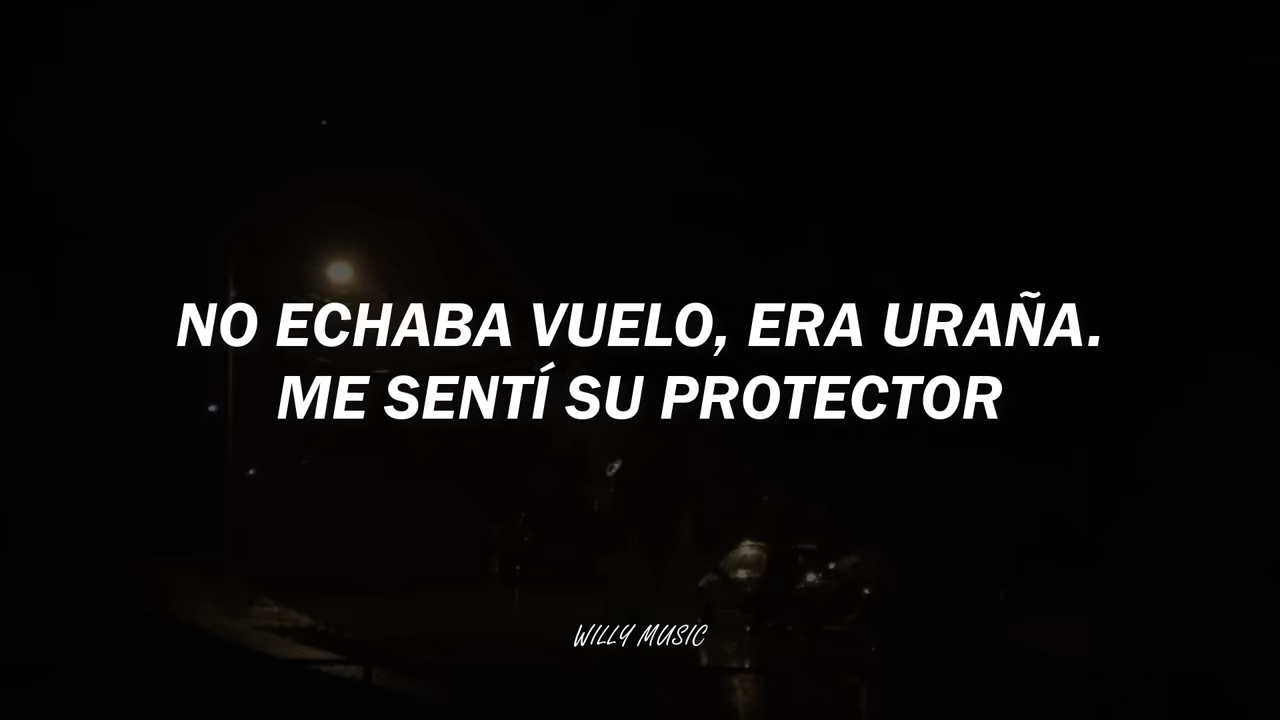 NO ECHABA VUELO, ERA URAÑA.
ME SENTÍ SU PROTECTOR
WILLY MUSIC